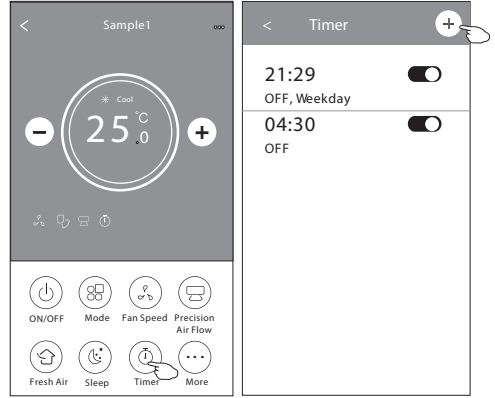 Sample1
Cool
25.0 °C
ON/OFF
Mode
Fan Speed
Precision
Air Flow
Fresh Air
Sleep
Timer
More
< Timer +
21:29
OFF, Weekday
04:30
OFF